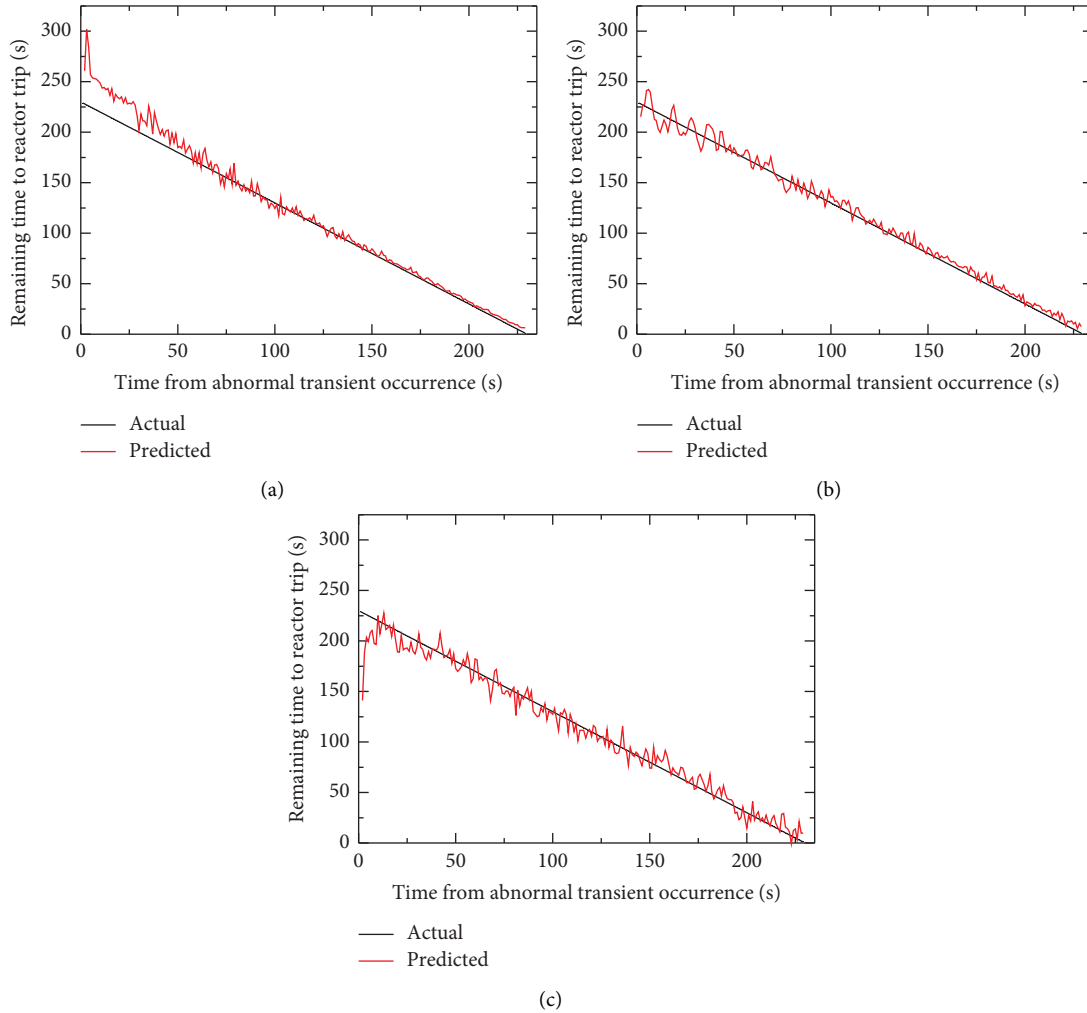 Remaining time to reactor trip (s)
300
250
200
150
100
50
0
0 50 100 150 200
Time from abnormal transient occurrence (s)
Actual
Predicted
(a)
Remaining time to reactor trip (s)
300
250
200
150
100
50
0
0 50 100 150 200
Time from abnormal transient occurrence (s)
Actual
Predicted
(b)
Remaining time to reactor trip (s)
300
250
200
150
100
50
0
0 50 100 150 200
Time from abnormal transient occurrence (s)
Actual
Predicted
(c)